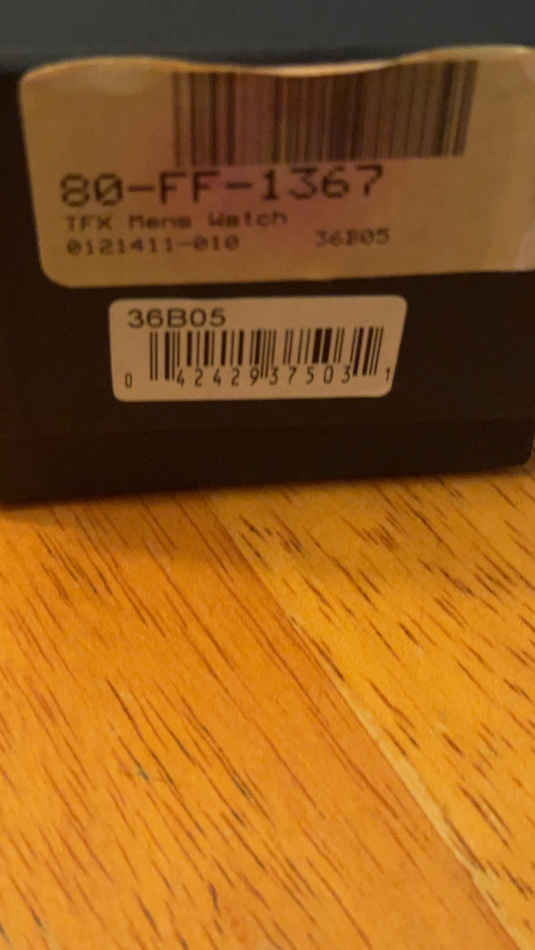 80-FF-1367
TFX Mens Watch
0121411-010 36B05
36B05
0 42429 37503 1